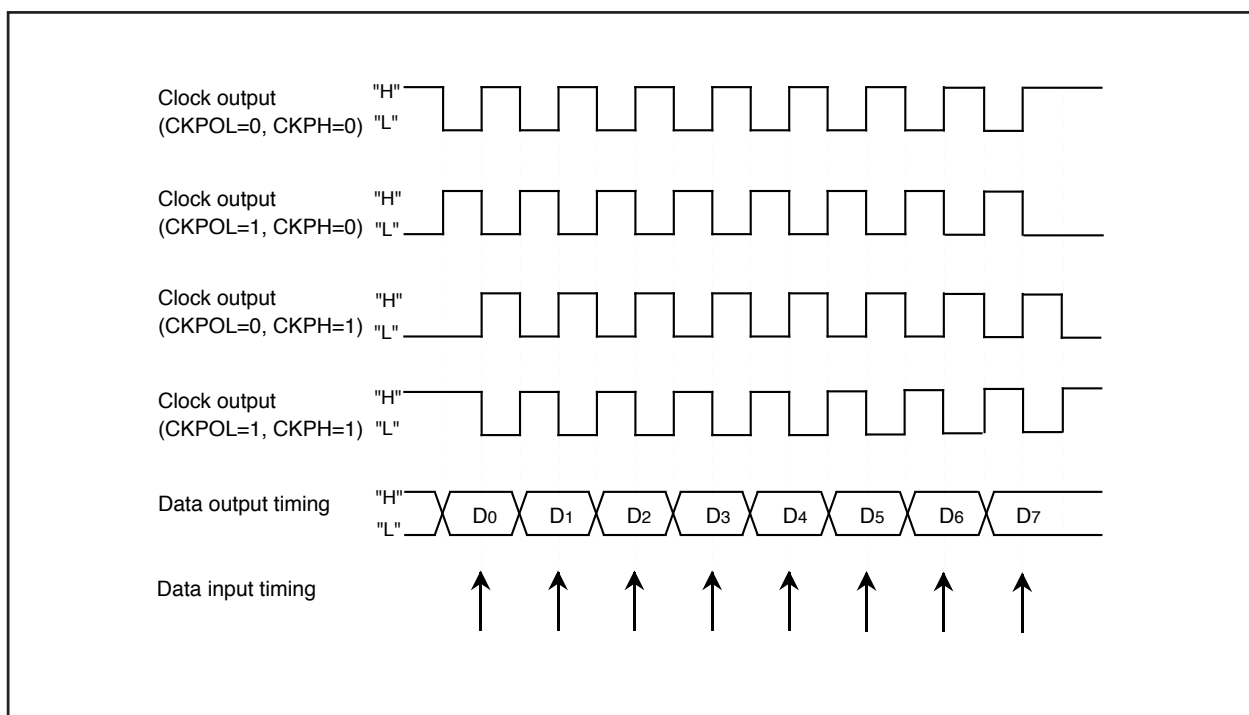 Clock output
(CKPOL=0, CKPH=0)
"H"
"L"
Clock output
(CKPOL=1, CKPH=0)
"H"
"L"
Clock output
(CKPOL=0, CKPH=1)
"H"
"L"
Clock output
(CKPOL=1, CKPH=1)
"H"
"L"
Data output timing
"H"
"L"
D0 D1 D2 D3 D4 D5 D6 D7
Data input timing